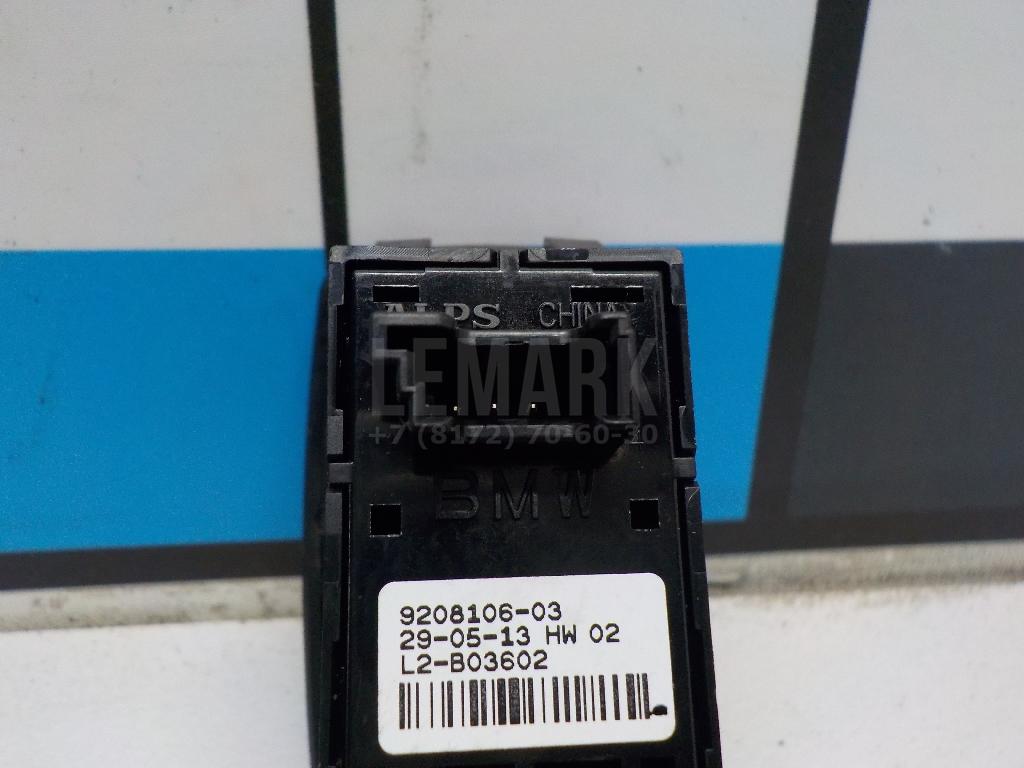 ALPS CHINA
LEMARK
+7 (8172) 70-60-30
BMW
9208106-03
29-05-13 HW 02
L2-B03602